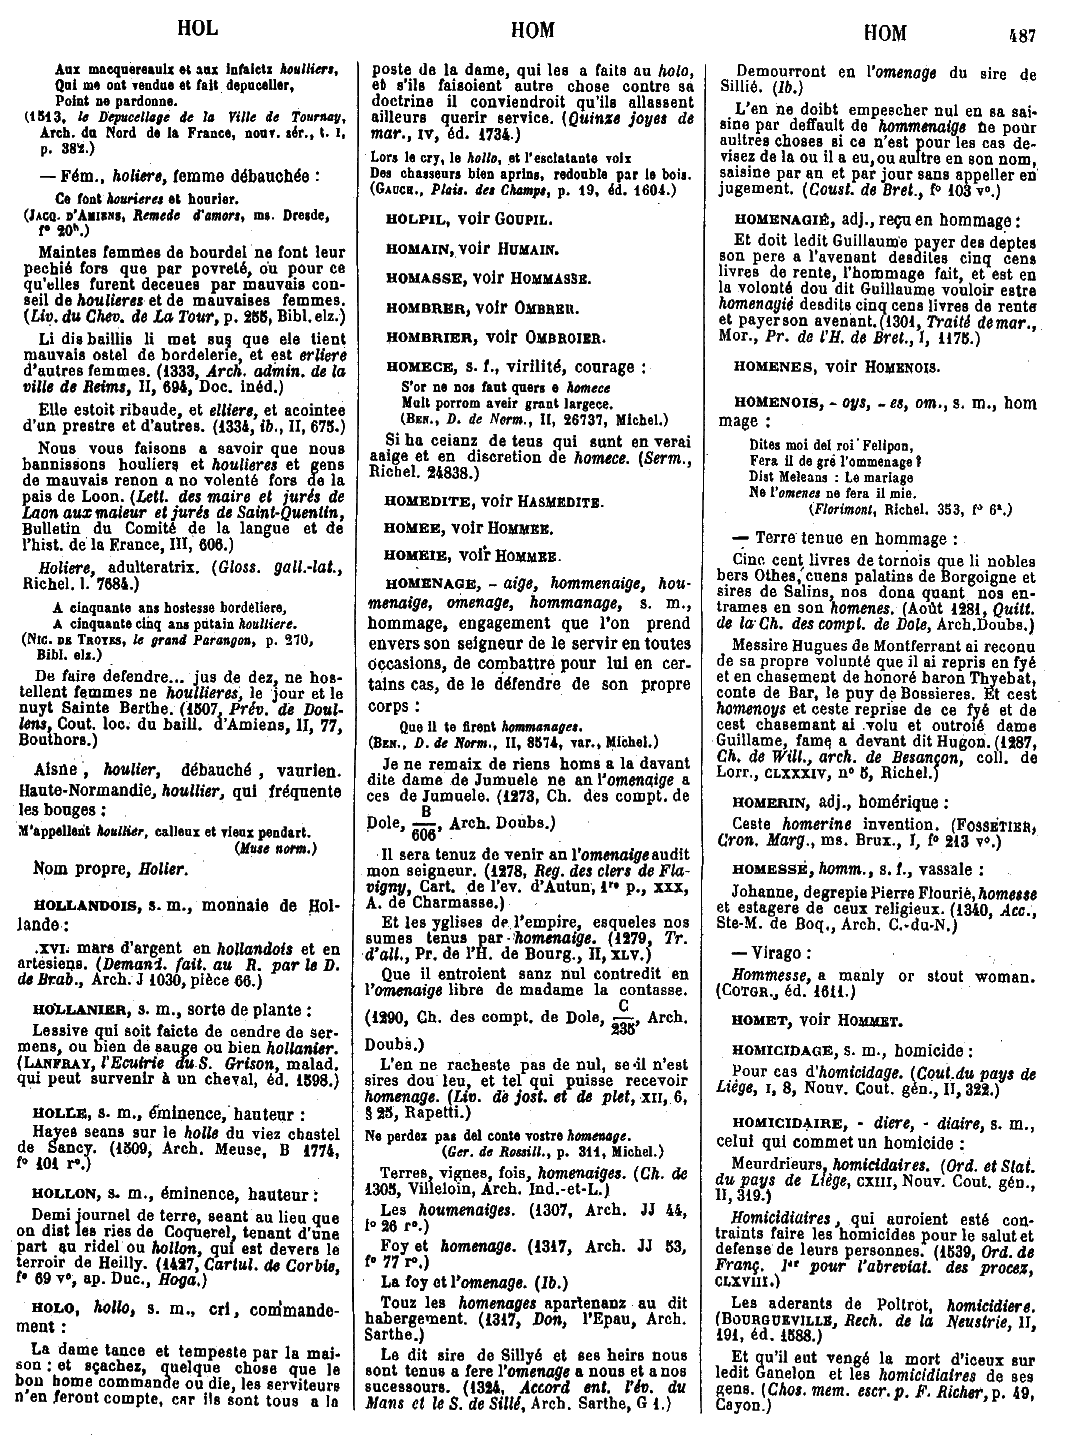 HOL
HOM
HOM
487
Aux macquereaulx et aux infaictz houlliers,
Qui me ont vendue et fait depuceller,
Point ne pardonne.
(1513, le Depucellage de la Ville de Tournay,
Arch. du Nord de la France, nouv. sér., t. I,
p. 382.)
— Fém., holiere, femme débauchée :
Ce font hourieres et hourier.
(JACQ. D'AMIENS, Remede d'amors, ms. Dresde,
f° 20ʰ.)
Maintes femmes de bourdel ne font leur
pechié fors que par povreté, ou pour ce
qu'elles furent deceues par mauvais con-
seil de houlieres et de mauvaises femmes.
(Liv. du Chev. de La Tour, p. 255, Bibl. elz.)
Li dis baillis li met sus que ele tient
mauvais ostel de bordelerie, et est erliere
d'autres femmes. (1333, Arch. admin. de la
ville de Reims, II, 694, Doc. inéd.)
Elle estoit ribaude, et elliere, et acointee
d'un prestre et d'autres. (1334, ib., II, 675.)
Nous vous faisons a savoir que nous
bannissons houliers et houlieres et gens
de mauvais renon a no volenté fors de la
pais de Loon. (Lett. des maire et jurés de
Laon aux maieur et jurés de Saint-Quentin,
Bulletin du Comité de la langue et de
l'hist. de la France, III, 606.)
Holiere, adulteratrix. (Gloss. gall.-lat.,
Richel. l. 7684.)
A cinquante ans hostesse bordeliere,
A cinquante cinq ans putain houlliere.
(NIC. DE TROYES, le grand Parangon, p. 270,
Bibl. elz.)
De faire defendre... jus de dez, ne hos-
tellent femmes ne houllieres, le jour et le
nuyt Sainte Berthe. (1507, Prév. de Doul-
lens, Cout. loc. du baill. d'Amiens, II, 77,
Bouthors.)
Aisne, houlier, débauché, vaurien.
Haute-Normandie, houllier, qui fréquente
les bouges :
M'appellent houllier, calleux et vieux pendart.
(Muse norm.)
Nom propre, Holier.
HOLLANDOIS, s. m., monnaie de Hol-
lande :
.XVI. mars d'argent en hollandois et en
artesiens. (Demand. fait. au R. par le D.
de Brab., Arch. J 1030, pièce 66.)
HOLLANIER, s. m., sorte de plante :
Lessive qui soit faicte de cendre de ser-
mens, ou bien de sauge ou bien hollanier.
(LANFRAY, l'Ecutrie du S. Grison, malad.
qui peut survenir à un cheval, éd. 1598.)
HOLLE, s. m., éminence, hauteur :
Hayes seans sur le holle du viez chastel
de Sancy. (1509, Arch. Meuse, B 1774,
f° 101 r°.)
HOLLON, s. m., éminence, hauteur :
Demi journel de terre, seant au lieu que
on dist les ries de Coquerel, tenant d'une
part au ridel ou hollon, qui est devers le
terroir de Heilly. (1427, Cartul. de Corbie,
f° 69 v°, ap. Duc., Hoga.)
HOLO, hollo, s. m., cri, commande-
ment :
La dame tance et tempeste par la mai-
son : et sçachez, quelque chose que le
bon home commande ou die, les serviteurs
n'en feront compte, car ils sont tous a la
poste de la dame, qui les a faits au holo,
et s'ils faisoient autre chose contre sa
doctrine il conviendroit qu'ils allassent
ailleurs querir service. (Quinze joyes de
mar., IV, éd. 1734.)
Lors le cry, le hollo, et l'esclatante voix
Des chasseurs bien aprins, redouble par le bois.
(GAUCH., Plais. des Champs, p. 19, éd. 1604.)
HOLPIL, voir GOUPIL.
HOMAIN, voir HUMAIN.
HOMASSE, voir HOMMASSE.
HOMBRER, voir OMBRER.
HOMBRIER, voir OMBROIER.
HOMECE, s. f., virilité, courage :
S'or ne nos faut quers e homece
Mult porrom aveir grant largece.
(BEN., D. de Norm., II, 26737, Michel.)
Si ha ceianz de teus qui sunt en verai
aaige et en discretion de homece. (Serm.,
Richel. 24838.)
HOMEDITE, voir HASMEDITE.
HOMEE, voir HOMMEE.
HOMEIE, voir HOMMEE.
HOMENAGE, - aige, hommenaige, hou-
menaige, omenage, hommanage, s. m.,
hommage, engagement que l'on prend
envers son seigneur de le servir en toutes
occasions, de combattre pour lui en cer-
tains cas, de le défendre de son propre
corps :
Que il te firent hommanages.
(BEN., D. de Norm., II, 8574, var., Michel.)
Je ne remaix de riens homs a la davant
dite dame de Jumuele ne an l'omenaige a
ces de Jumuele. (1273, Ch. des compt. de
Dole, B/606, Arch. Doubs.)
Il sera tenuz de venir an l'omenaige audit
mon seigneur. (1278, Reg. des clers de Fla-
vigny, Cart. de l'ev. d'Autun, 1ʳᵉ p., XXX,
A. de Charmasse.)
Et les yglises de l'empire, esqueles nos
sumes tenus par homenaige. (1279, Tr.
d'all., Pr. de l'H. de Bourg., II, XLV.)
Que il entroient sanz nul contredit en
l'omenaige libre de madame la contasse.
(1290, Ch. des compt. de Dole, C/235, Arch.
Doubs.)
L'en ne racheste pas de nul, se il n'est
sires dou leu, et tel qui puisse recevoir
homenage. (Liv. de jost. et de plet, XII, 6,
§ 25, Rapetti.)
Ne perdez pas del conte vostre homenage.
(Ger. de Rossill., p. 311, Michel.)
Terres, vignes, fois, homenaiges. (Ch. de
1305, Villeloin, Arch. Ind.-et-L.)
Les houmenaiges. (1307, Arch. JJ 44,
f° 26 r°.)
Foy et homenage. (1317, Arch. JJ 53,
f° 77 r°.)
La foy et l'omenage. (Ib.)
Touz les homenages apartenanz au dit
habergement. (1317, Don, l'Epau, Arch.
Sarthe.)
Le dit sire de Sillyé et ses heirs nous
sont tenus a fere l'omenage a nous et a nos
sucessours. (1324, Accord ent. l'év. du
Mans et le S. de Sillé, Arch. Sarthe, G 1.)
Demourront en l'omenage du sire de
Sillié. (Ib.)
L'en ne doibt empescher nul en sa sai-
sine par deffault de hommenaige ne pour
aultres choses si ce n'est pour les cas de-
visez de la ou il a eu, ou aultre en son nom,
saisine par an et par jour sans appeller en
jugement. (Coust. de Bret., f° 103 v°.)
HOMENAGIÉ, adj., reçu en hommage :
Et doit ledit Guillaume payer des deptes
son pere a l'avenant desdites cinq cens
livres de rente, l'hommage fait, et est en
la volonté dou dit Guillaume vouloir estre
homenagié desdits cinq cens livres de rente
et payer son avenant. (1301, Traité de mar.,
Mor., Pr. de l'H. de Bret., I, 1175.)
HOMENES, voir HOMENOIS.
HOMENOIS, - oys, - es, om., s. m., hom
mage :
Dites moi del roi Felipon,
Fera il de gré l'ommenage ?
Dist Meleans : Le mariage
Ne l'omenes ne fera il mie.
(Florimont, Richel. 353, f° 6ᵃ.)
— Terre tenue en hommage :
Cinc cent livres de tornois que li nobles
bers Othes, cuens palatins de Borgoigne et
sires de Salins, nos dona quant nos en-
trames en son homenes. (Août 1281, Quitt.
de la Ch. des compt. de Dole, Arch. Doubs.)
Messire Hugues de Montferrant ai reconu
de sa propre volunté que il ai repris en fyé
et en chasement de honoré baron Thyebat,
conte de Bar, le puy de Bossieres. Et cest
homenoys et ceste reprise de ce fyé et de
cest chasemant ai volu et outroié dame
Guillame, fame a devant dit Hugon. (1287,
Ch. de Will., arch. de Besançon, coll. de
Lorr., CLXXXIV, n° 5, Richel.)
HOMERIN, adj., homérique :
Ceste homerine invention. (FOSSETIER,
Cron. Marg., ms. Brux., I, f° 213 v°.)
HOMESSE, homm., s. f., vassale :
Johanne, degrepie Pierre Flourié, homesse
et estagere de ceux religieux. (1340, Acc.,
Ste-M. de Boq., Arch. C.-du-N.)
— Virago :
Hommesse, a manly or stout woman.
(COTGR., éd. 1611.)
HOMET, voir HOMMET.
HOMICIDAGE, s. m., homicide :
Pour cas d'homicidage. (Cout. du pays de
Liége, I, 8, Nouv. Cout. gén., II, 322.)
HOMICIDAIRE, - diere, - diaire, s. m.,
celui qui commet un homicide :
Meurdrieurs, homicidaires. (Ord. et Stat.
du pays de Liége, CXIII, Nouv. Cout. gén.,
II, 319.)
Homicidiaires, qui auroient esté con-
traints faire les homicides pour le salut et
defense de leurs personnes. (1539, Ord. de
Franç. Iᵉʳ pour l'abreviat. des procez,
CLXVIII.)
Les aderants de Poltrot, homicidiere.
(BOURGUEVILLE, Rech. de la Neustrie, II,
191, éd. 1588.)
Et qu'il eut vengé la mort d'iceux sur
ledit Ganelon et les homicidiaires de ses
gens. (Chos. mem. escr. p. F. Richer, p. 49,
Cayon.)